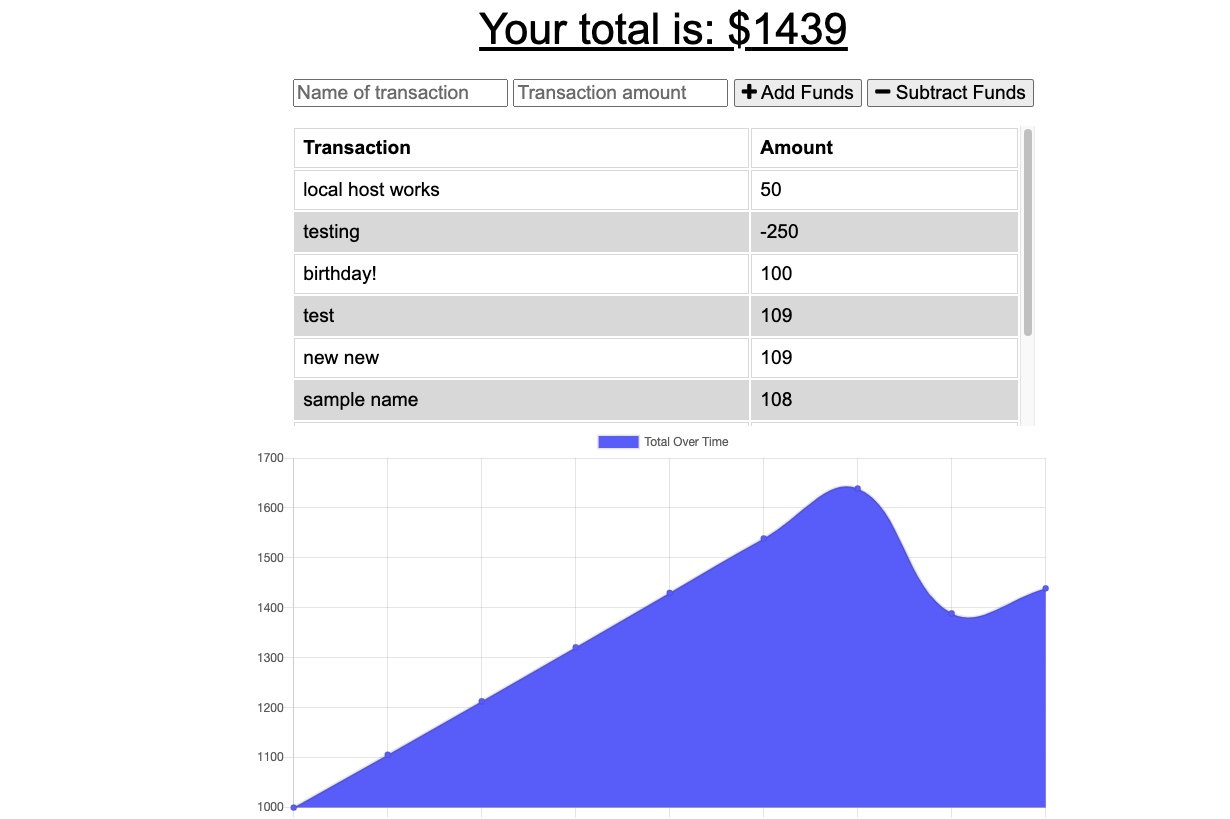 Your total is: $1439
Name of transaction Transaction amount Add Funds Subtract Funds
Transaction Amount
local host works 50
testing -250
birthday! 100
test 109
new new 109
sample name 108
Total Over Time
1700
1600
1500
1400
1300
1200
1100
1000